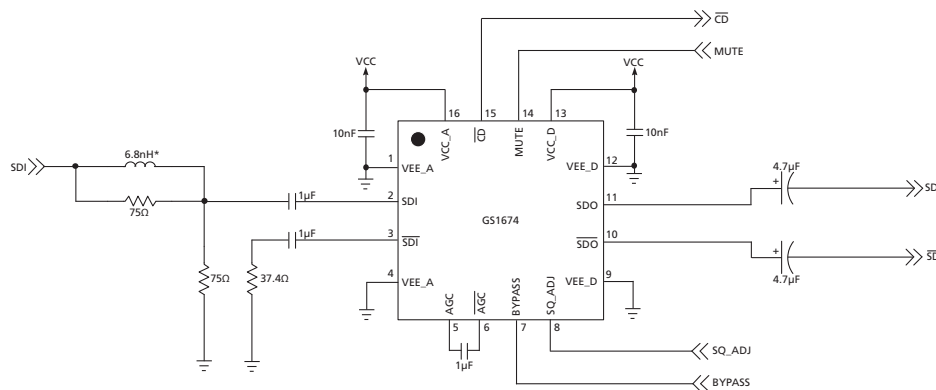 CD
MUTE
VCC
VCC
16
15
14
13
10nF
10nF
VCC_A
CD
MUTE
VCC_D
6.8nH*
SDI
1
VEE_A
VEE_D
12
4.7µF
+
SD
75Ω
1µF
2
SDI
SDO
11
GS1674
1µF
3
SDI
SDO
10
+
SD
4.7µF
75Ω
37.4Ω
4
VEE_A
VEE_D
9
AGC
AGC
BYPASS
SQ_ADJ
5
6
7
8
1µF
SQ_ADJ
BYPASS